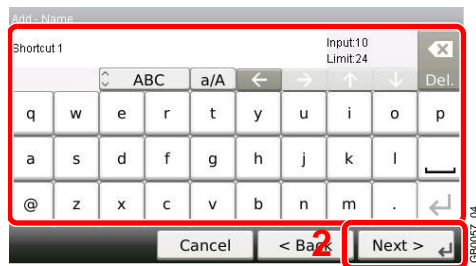 Add - Name
Shortcut 1
Input:10
Limit:24
ABC a/A ← → ↑ ↓ Del.
q w e r t y u i o p
a s d f g h j k l
@ z x c v b n m .
Cancel < Back Next >
2
GB0057_04